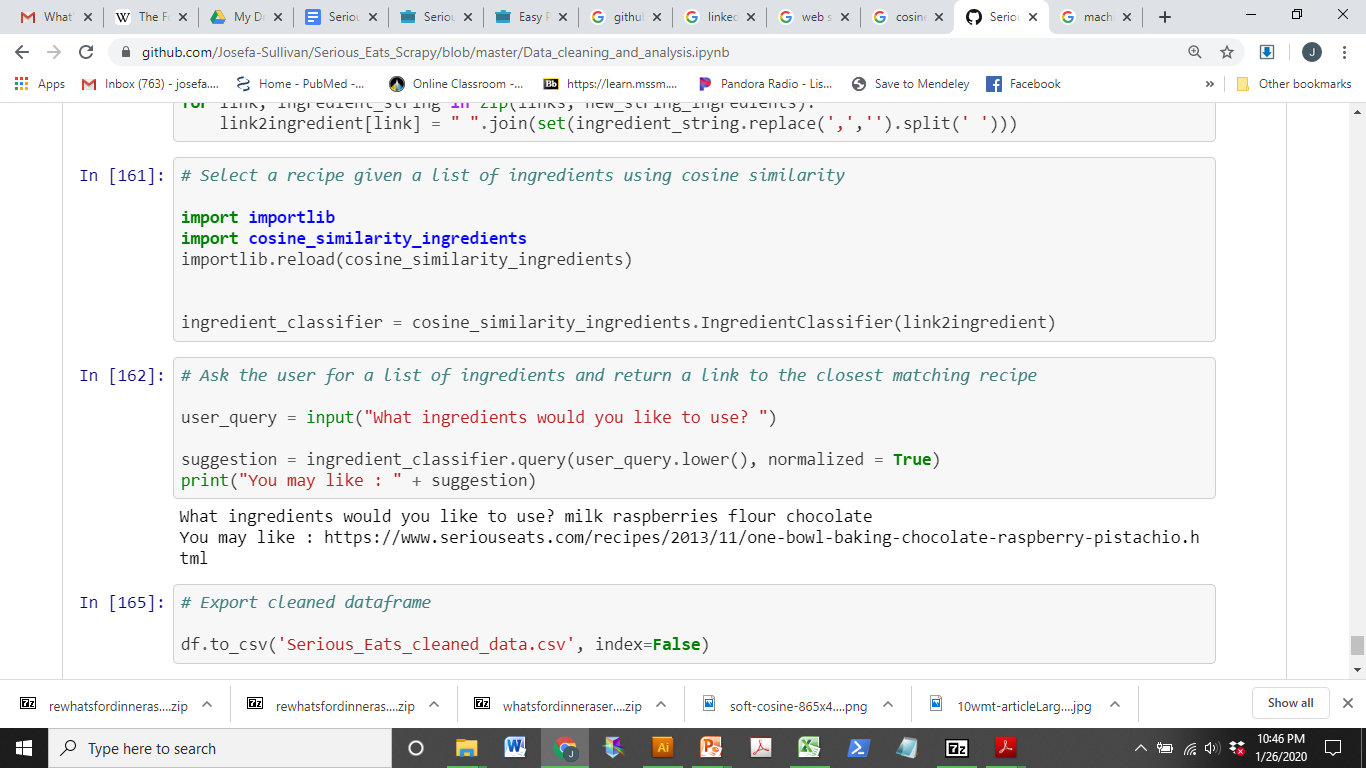 What'
The F
My D
Seriou
Seriou
Easy P
github
linked
web s
cosin
Seriou
mach
github.com/Josefa-Sullivan/Serious_Eats_Scrapy/blob/master/Data_cleaning_and_analysis.ipynb
J
Apps
Inbox (763) - josefa....
Home - PubMed -...
Online Classroom -...
Bb
https://learn.mssm....
Pandora Radio - Lis...
Save to Mendeley
Facebook
»
Other bookmarks
for link, ingredient_string in zip(links, new_string_ingredients):
link2ingredient[link] = " ".join(set(ingredient_string.replace(',','').split(' ')))
In [161]:
# Select a recipe given a list of ingredients using cosine similarity
import importlib
import cosine_similarity_ingredients
importlib.reload(cosine_similarity_ingredients)
ingredient_classifier = cosine_similarity_ingredients.IngredientClassifier(link2ingredient)
In [162]:
# Ask the user for a list of ingredients and return a link to the closest matching recipe
user_query = input("What ingredients would you like to use? ")
suggestion = ingredient_classifier.query(user_query.lower(), normalized = True)
print("You may like : " + suggestion)
What ingredients would you like to use? milk raspberries flour chocolate
You may like : https://www.seriouseats.com/recipes/2013/11/one-bowl-baking-chocolate-raspberry-pistachio.h
tml
In [165]:
# Export cleaned dataframe
df.to_csv('Serious_Eats_cleaned_data.csv', index=False)
rewhatsfordinneras....zip
rewhatsfordinneras....zip
whatsfordinneraser....zip
soft-cosine-865x4....png
10wmt-articleLarg....jpg
Show all
Type here to search
10:46 PM
1/26/2020